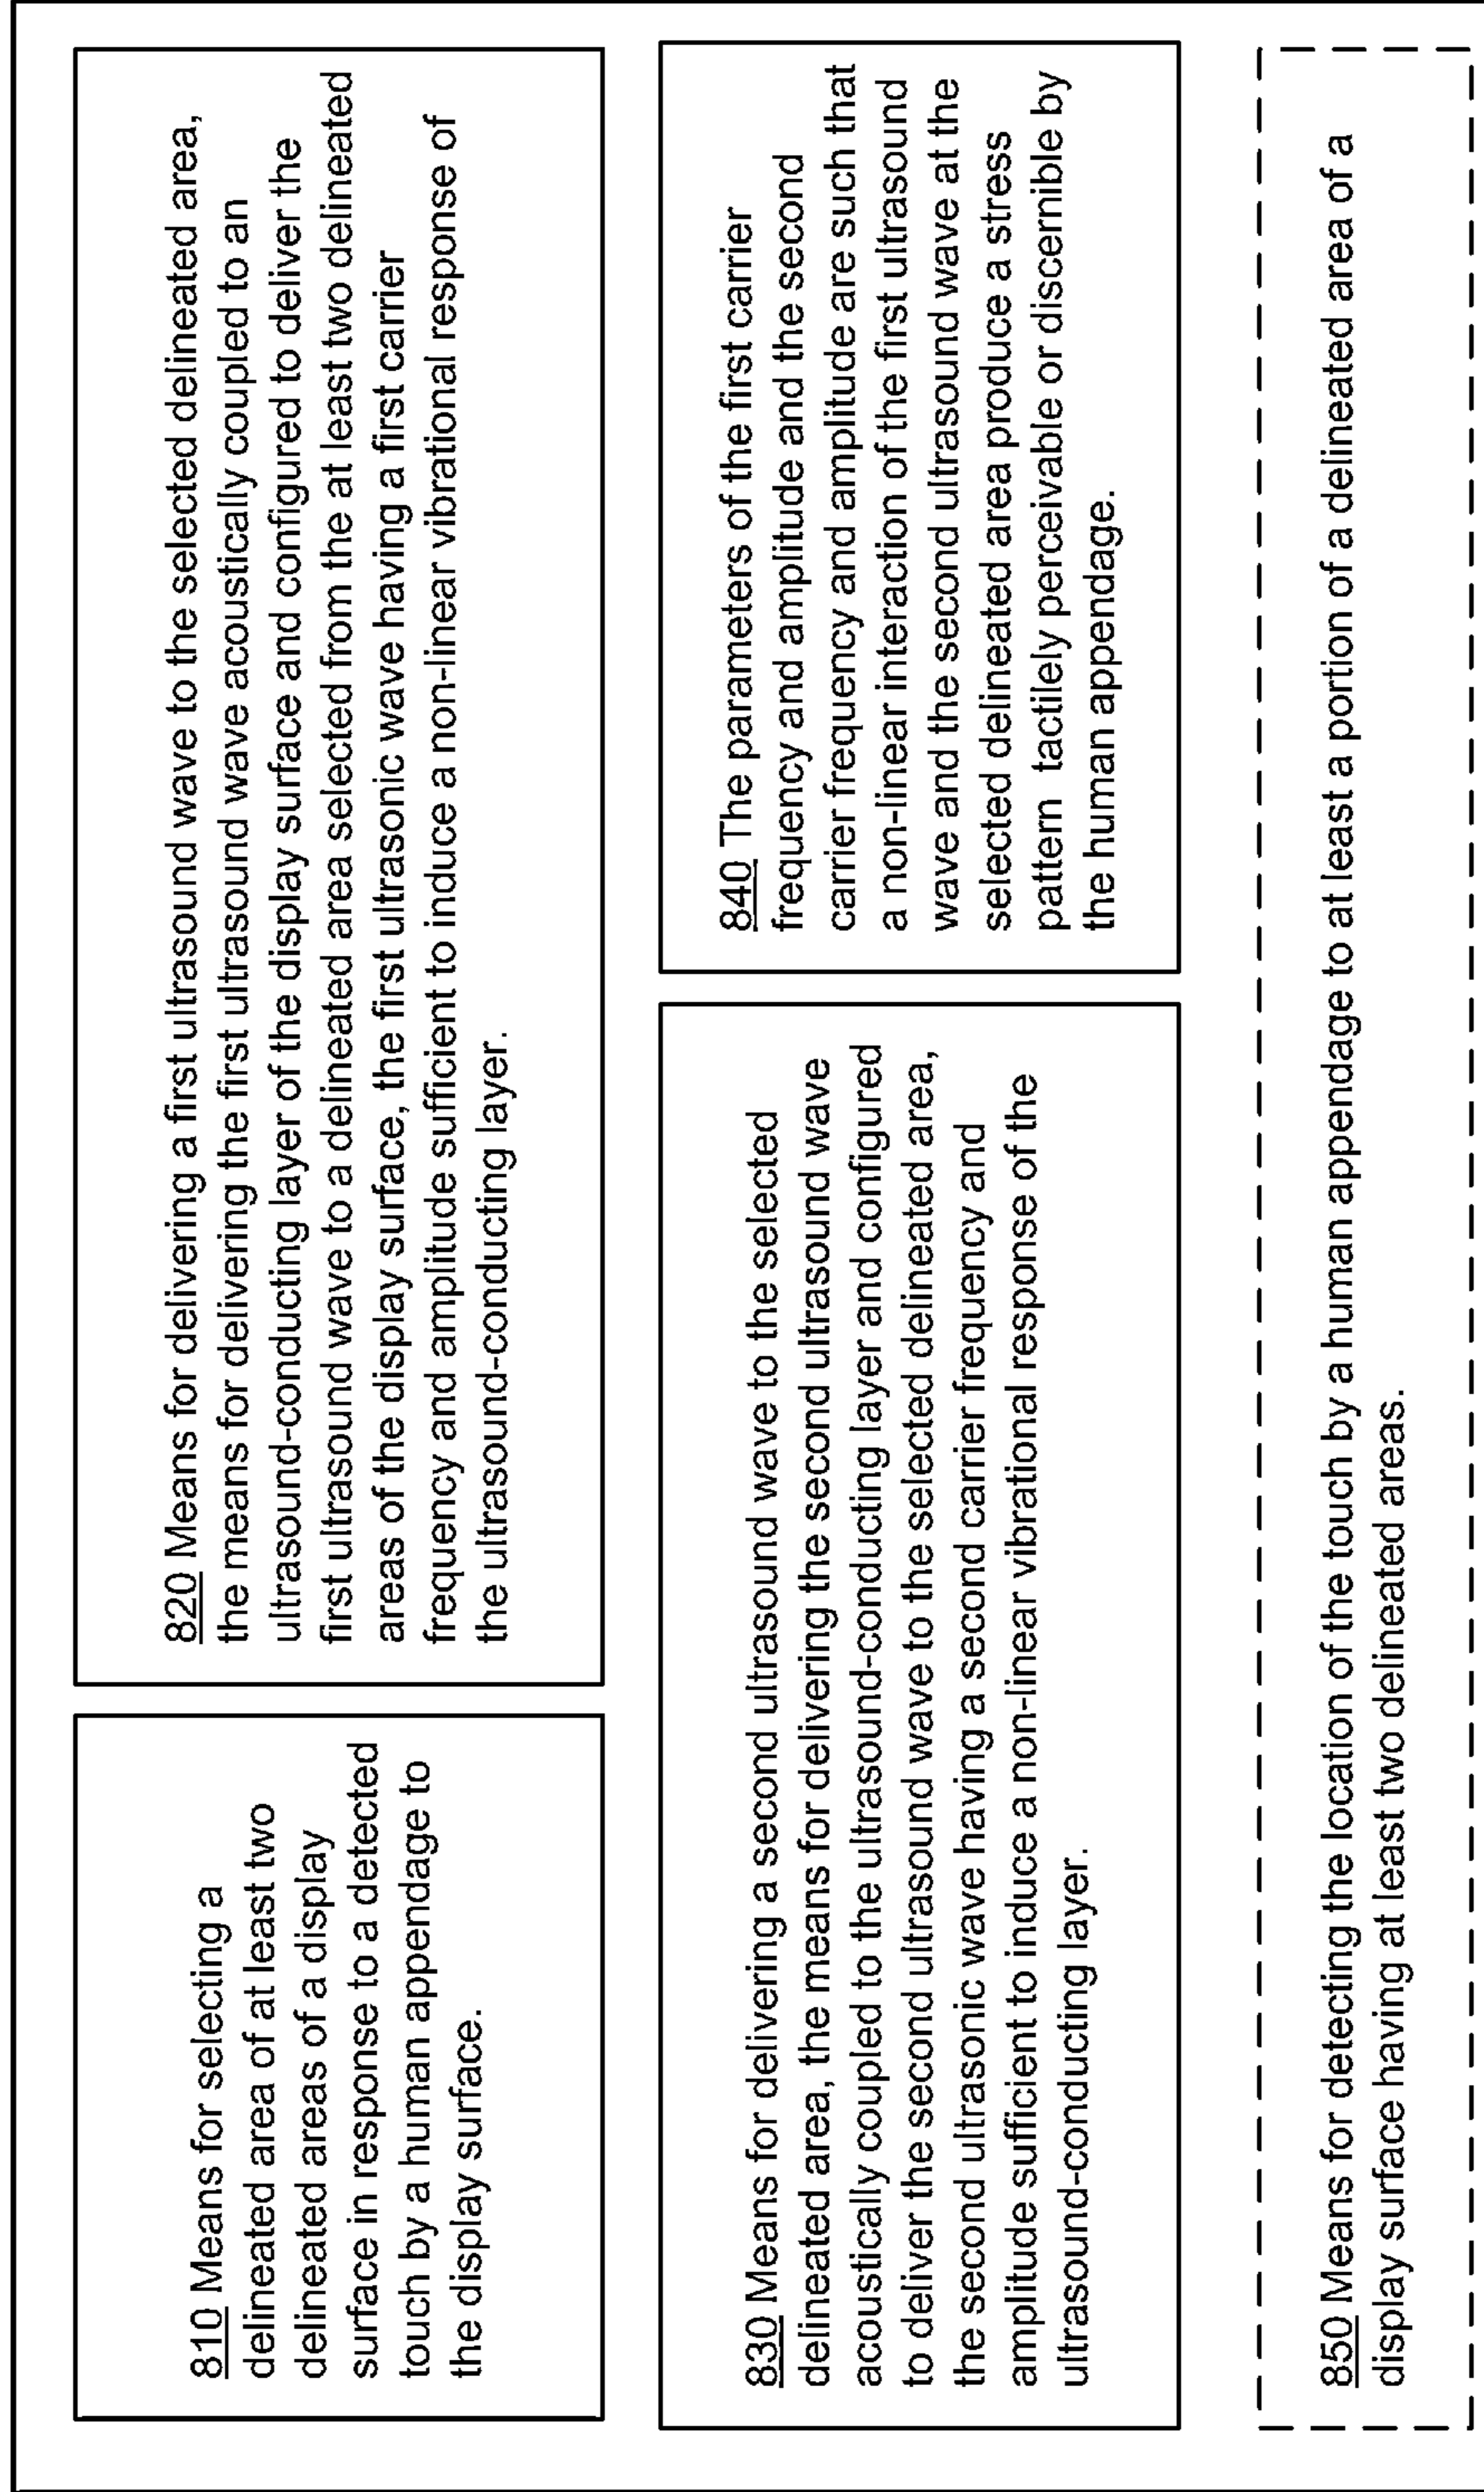 810 Means for selecting a
delineated area of at least two
delineated areas of a display
surface in response to a detected
touch by a human appendage to
the display surface.
820 Means for delivering a first ultrasound wave to the selected delineated area,
the means for delivering the first ultrasound wave acoustically coupled to an
ultrasound-conducting layer of the display surface and configured to deliver the
first ultrasound wave to a delineated area selected from the at least two delineated
areas of the display surface, the first ultrasonic wave having a first carrier
frequency and amplitude sufficient to induce a non-linear vibrational response of
the ultrasound-conducting layer.
830 Means for delivering a second ultrasound wave to the selected
delineated area, the means for delivering the second ultrasound wave
acoustically coupled to the ultrasound-conducting layer and configured
to deliver the second ultrasound wave to the selected delineated area,
the second ultrasonic wave having a second carrier frequency and
amplitude sufficient to induce a non-linear vibrational response of the
ultrasound-conducting layer.
840 The parameters of the first carrier
frequency and amplitude and the second
carrier frequency and amplitude are such that
a non-linear interaction of the first ultrasound
wave and the second ultrasound wave at the
selected delineated area produce a stress
pattern tactilely perceivable or discernible by
the human appendage.
850 Means for detecting the location of the touch by a human appendage to at least a portion of a delineated area of a
display surface having at least two delineated areas.